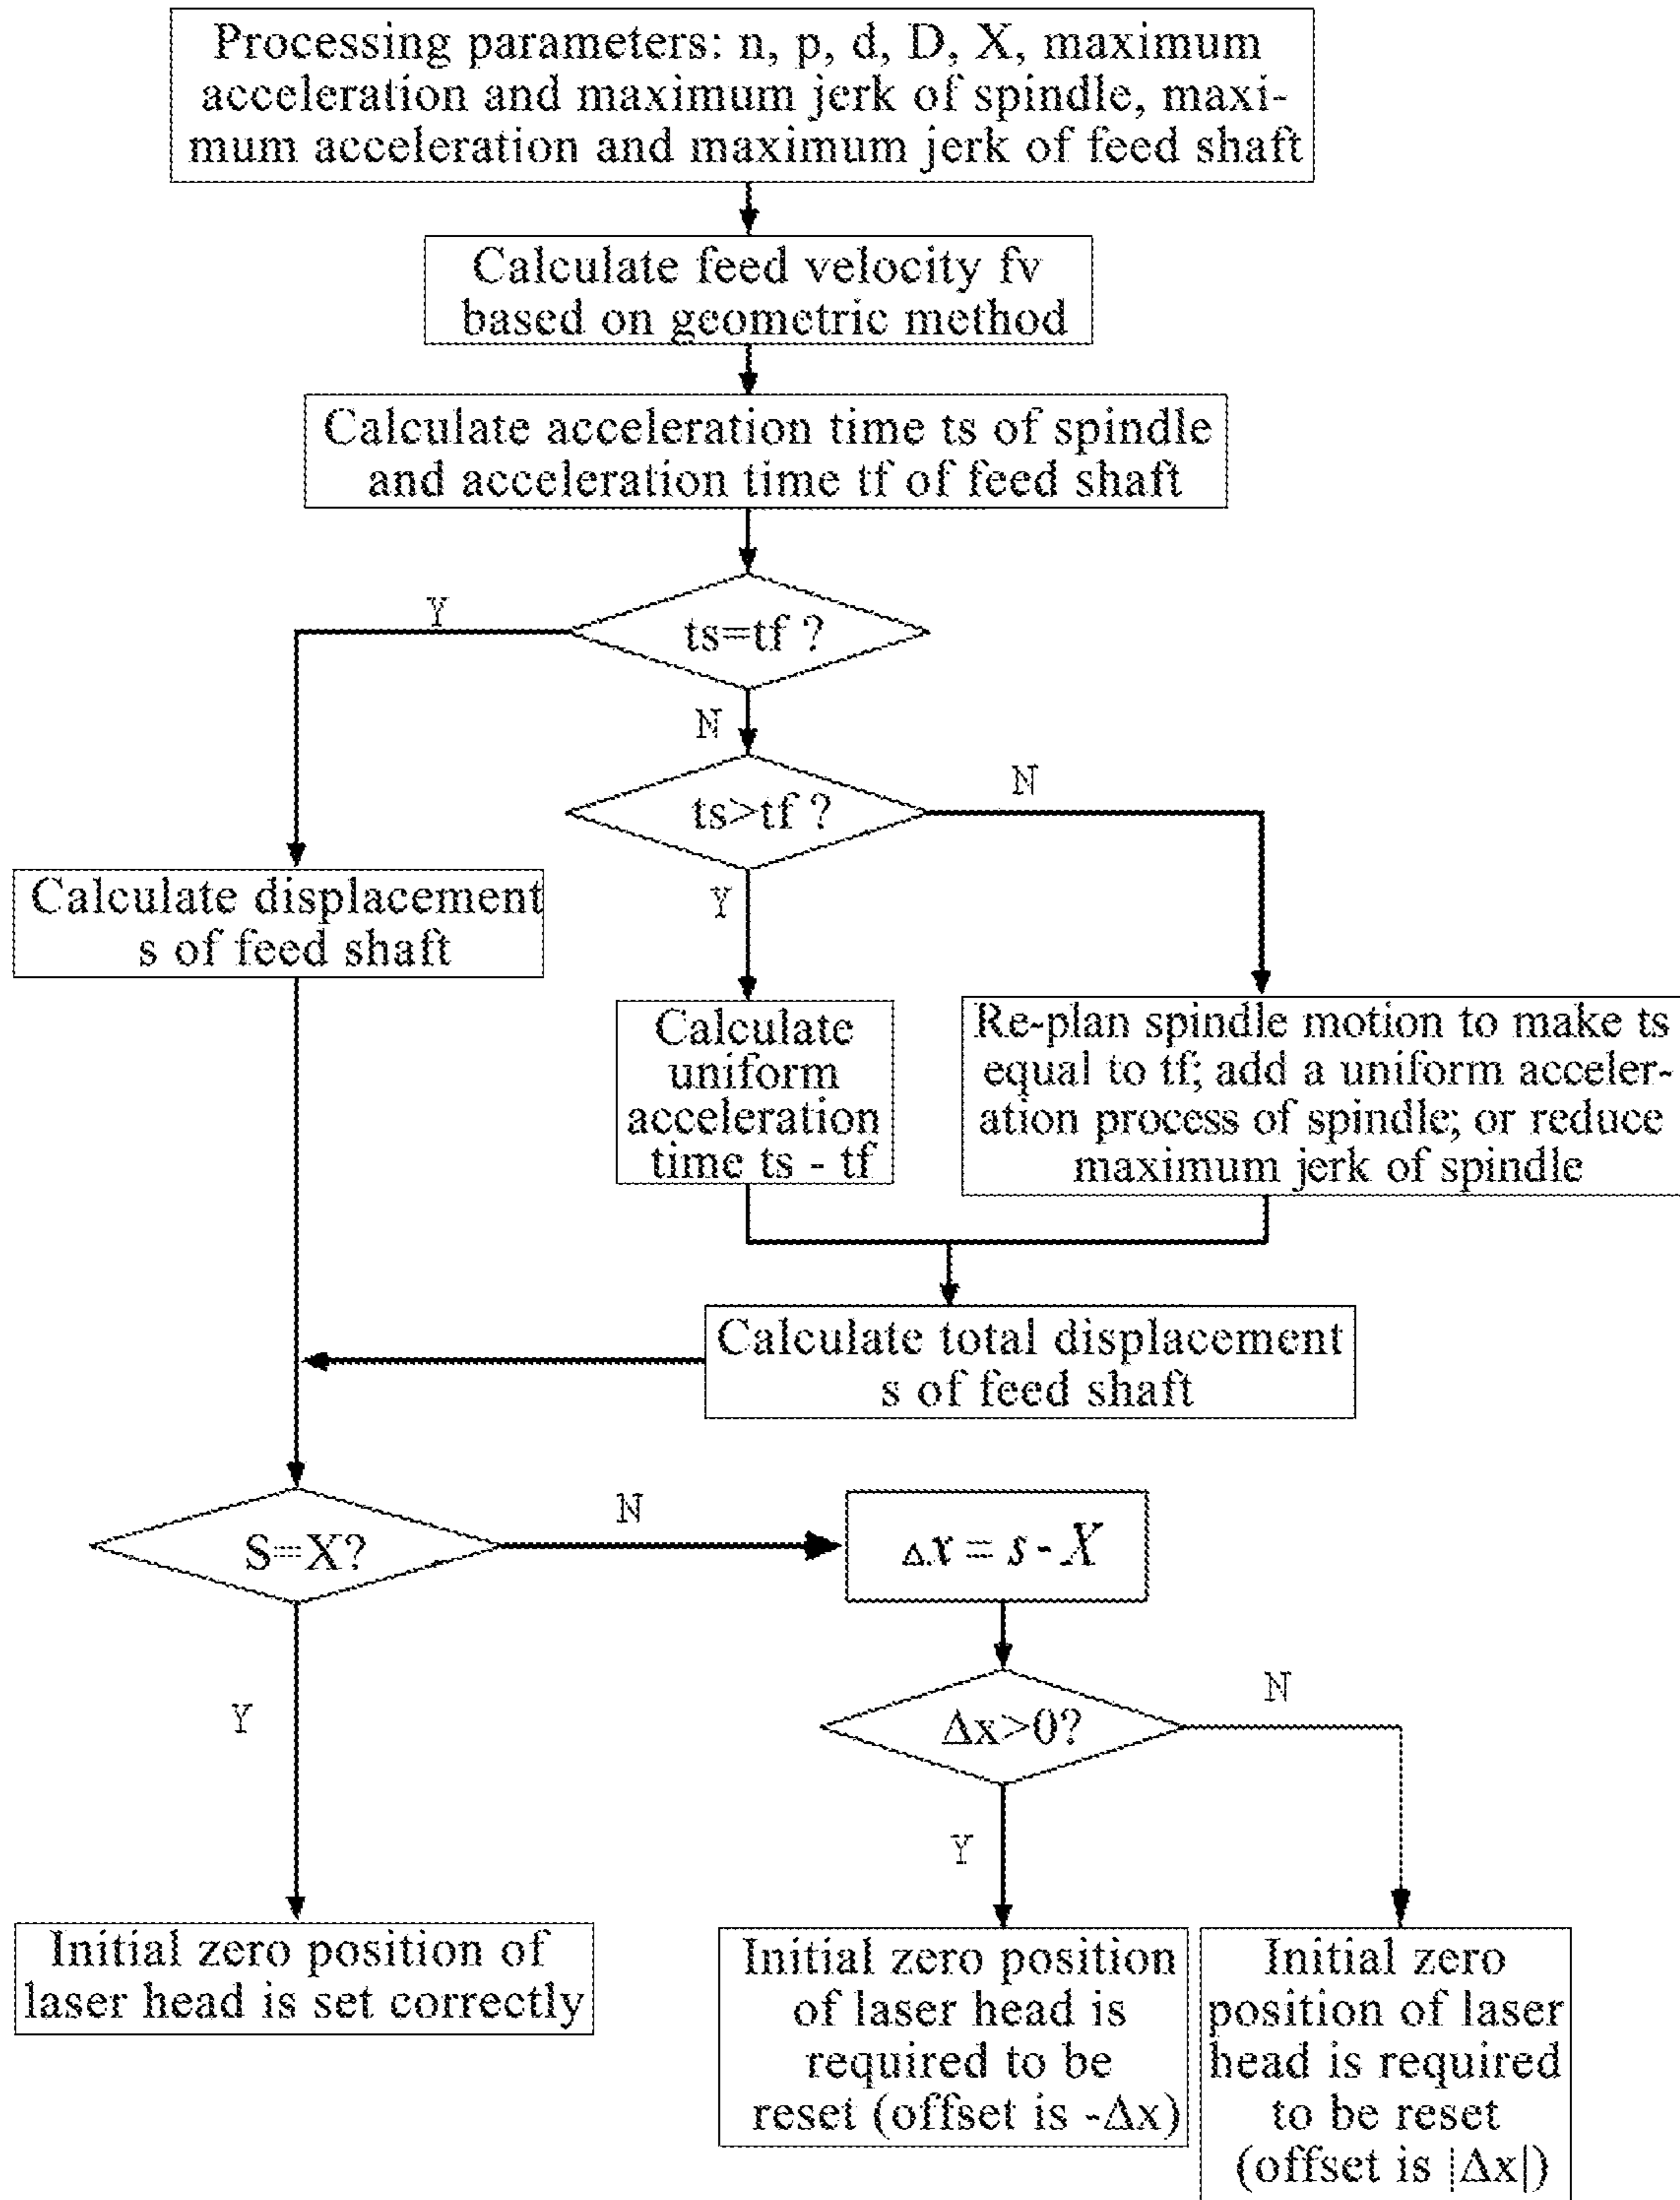 Processing parameters: n, p, d, D, X, maximum
acceleration and maximum jerk of spindle, maxi-
mum acceleration and maximum jerk of feed shaft
Calculate feed velocity fv
based on geometric method
Calculate acceleration time ts of spindle
and acceleration time tf of feed shaft
Y
ts=tf ?
N
ts>tf ?
N
Y
Calculate displacement
s of feed shaft
Calculate
uniform
acceleration
time ts - tf
Re-plan spindle motion to make ts
equal to tf; add a uniform acceler-
ation process of spindle; or reduce
maximum jerk of spindle
Calculate total displacement
s of feed shaft
S=X?
N
Δx = s - X
Y
Δx>0?
N
Y
Initial zero position of
laser head is set correctly
Initial zero position
of laser head is
required to be
reset (offset is -Δx)
Initial zero
position of laser
head is required
to be reset
(offset is |Δx|)